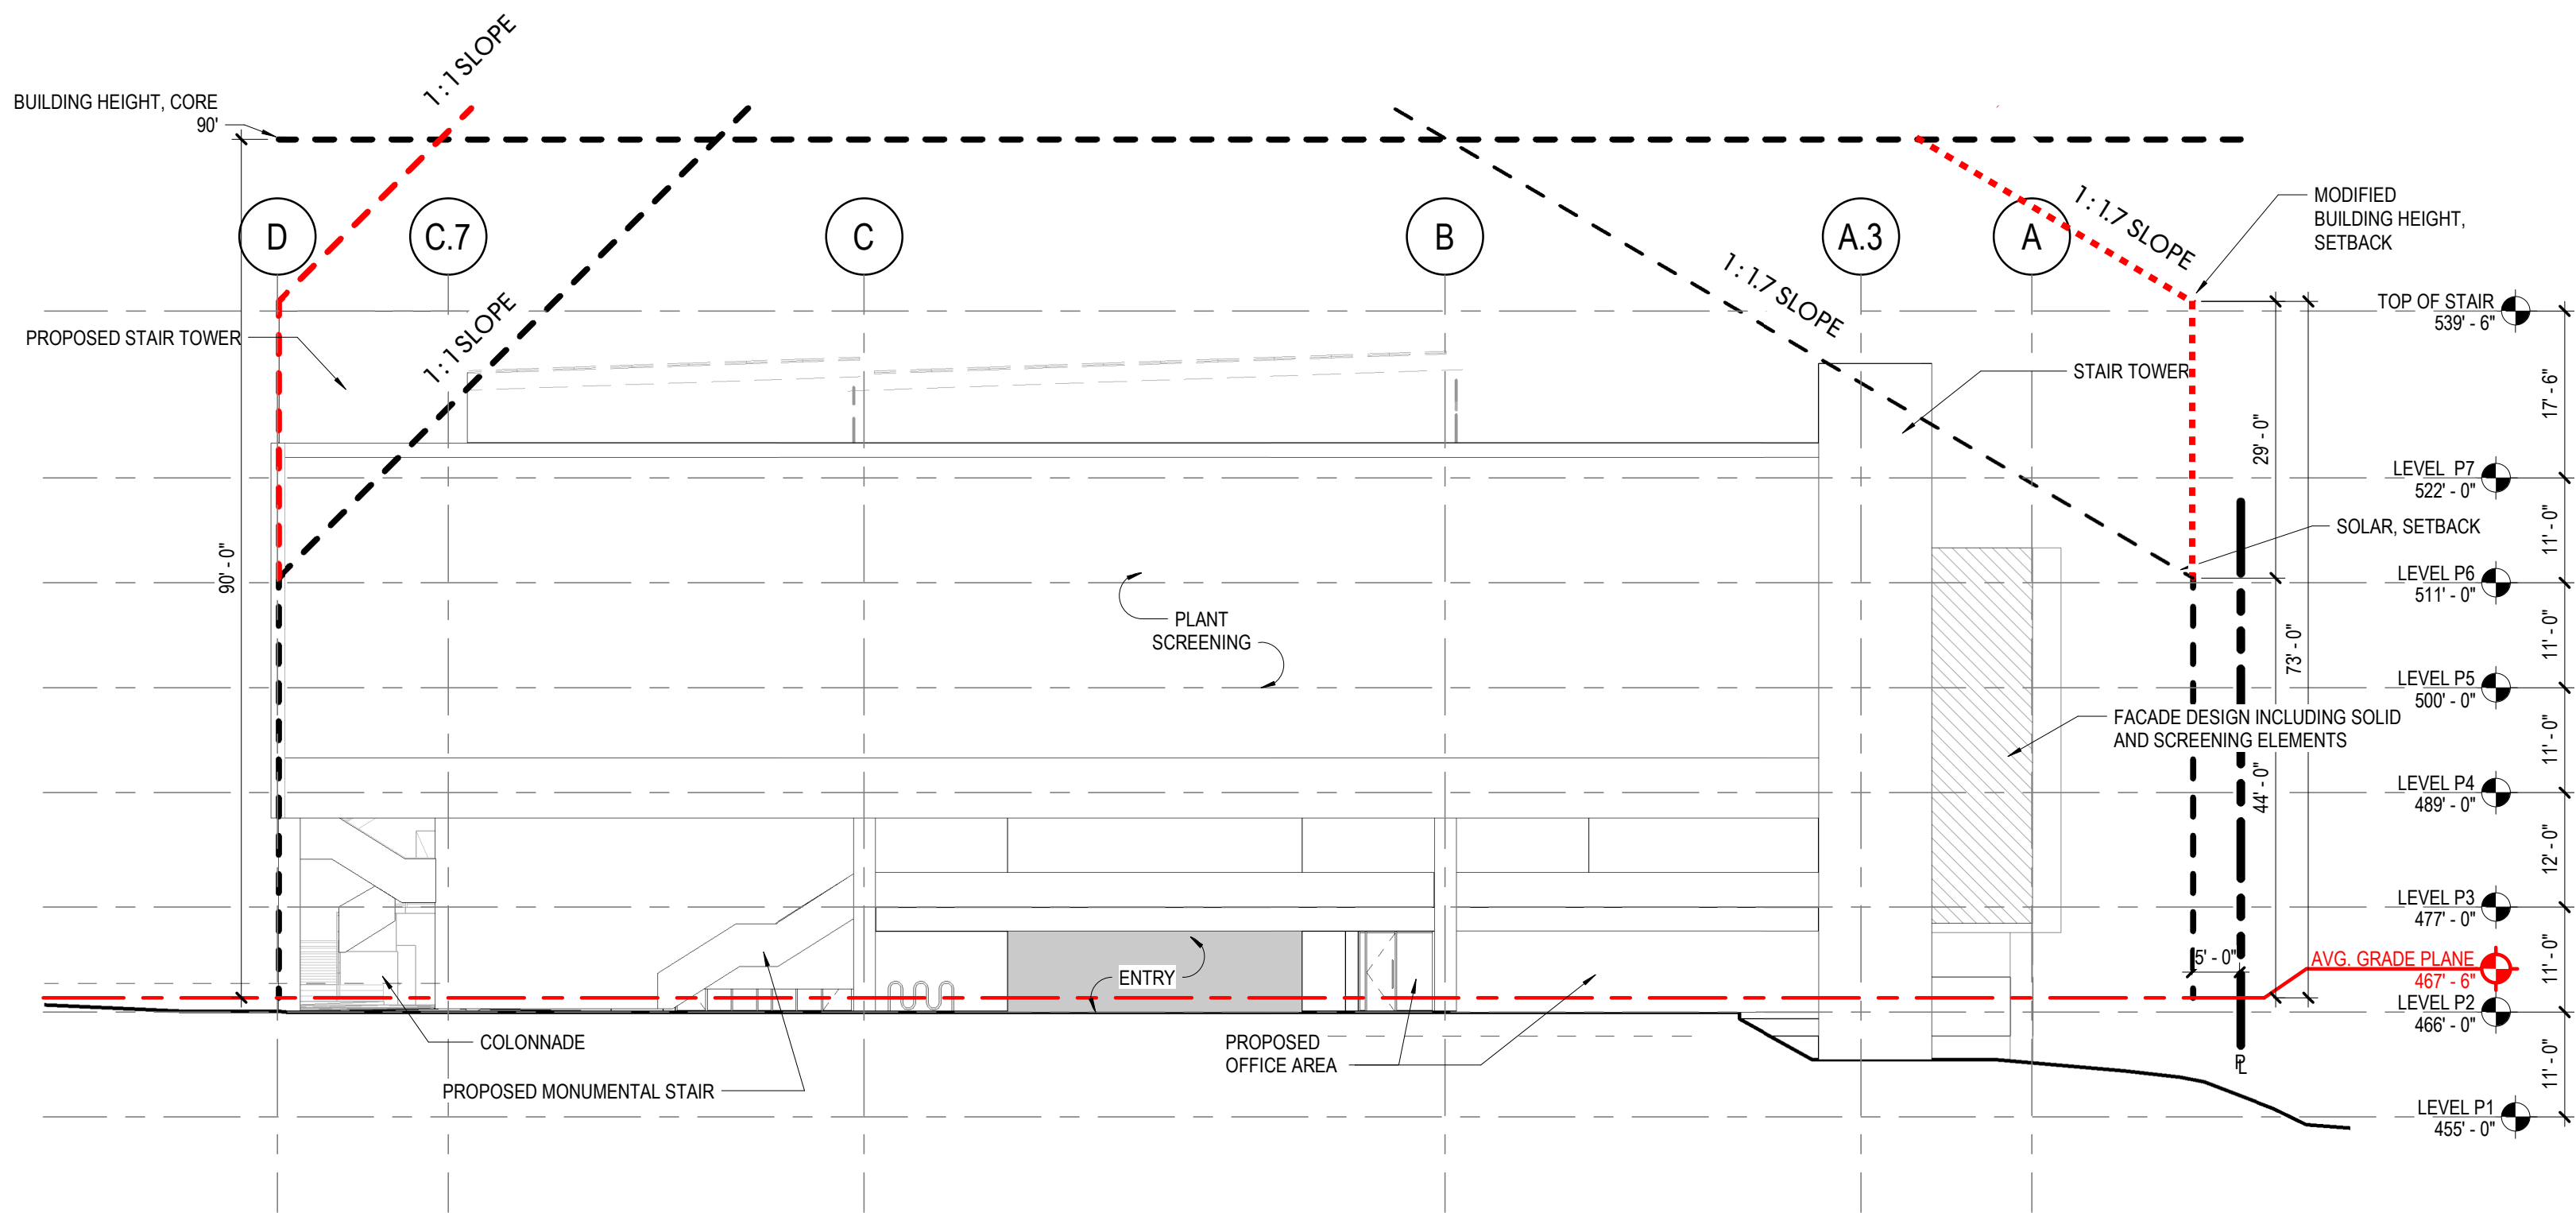 1:1 SLOPE
BUILDING HEIGHT, CORE
90'
D
C.7
C
B
A.3
A
1:1.7 SLOPE
MODIFIED
BUILDING HEIGHT,
SETBACK
1:1.7 SLOPE
1:1 SLOPE
PROPOSED STAIR TOWER
TOP OF STAIR
539' - 6"
STAIR TOWER
17' - 6"
29' - 0"
LEVEL P7
522' - 0"
SOLAR, SETBACK
11' - 0"
90' - 0"
LEVEL P6
511' - 0"
PLANT
SCREENING
73' - 0"
11' - 0"
LEVEL P5
500' - 0"
FACADE DESIGN INCLUDING SOLID
AND SCREENING ELEMENTS
11' - 0"
44' - 0"
LEVEL P4
489' - 0"
12' - 0"
LEVEL P3
477' - 0"
5' - 0"
AVG. GRADE PLANE
467' - 6"
11' - 0"
ENTRY
LEVEL P2
466' - 0"
COLONNADE
PROPOSED
OFFICE AREA
PL
PROPOSED MONUMENTAL STAIR
11' - 0"
LEVEL P1
455' - 0"